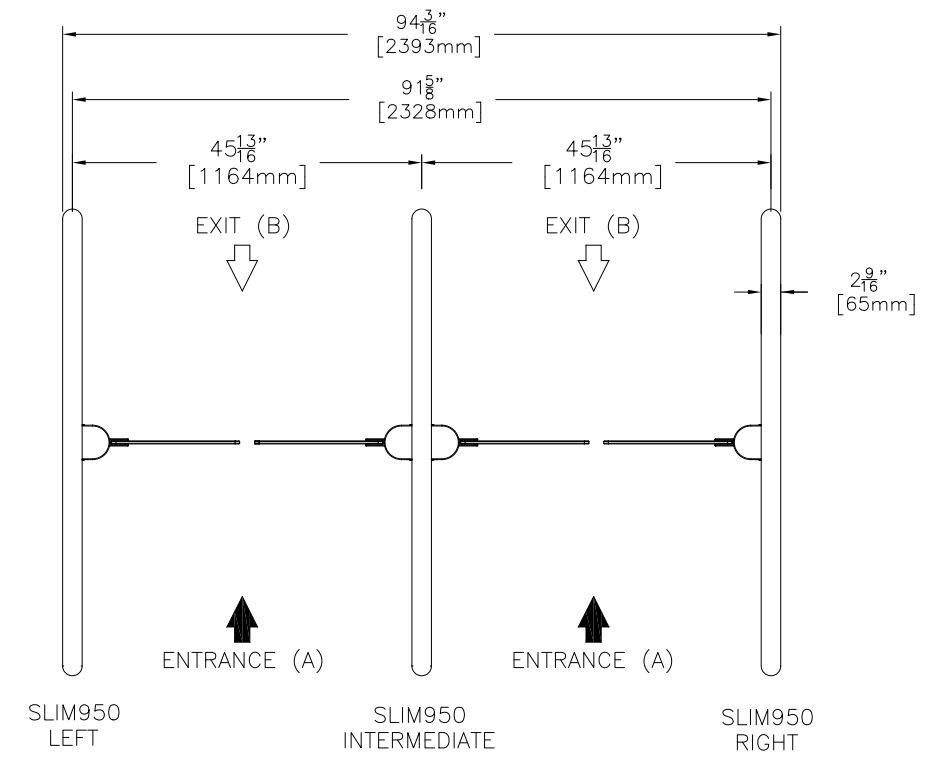 94 3/16"
[2393mm]
91 5/8"
[2328mm]
45 13/16"
[1164mm]
45 13/16"
[1164mm]
EXIT (B)
EXIT (B)
2 9/16"
[65mm]
ENTRANCE (A)
ENTRANCE (A)
SLIM950
LEFT
SLIM950
INTERMEDIATE
SLIM950
RIGHT